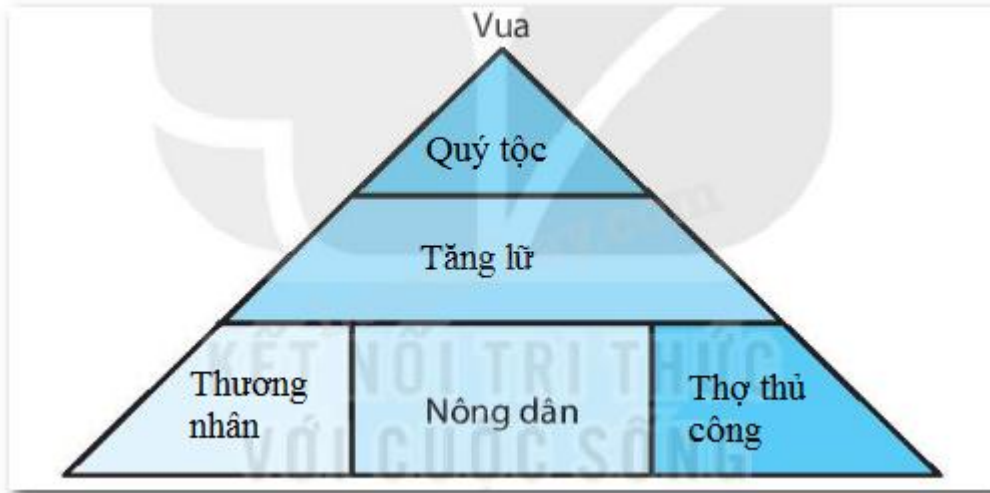 Vua
Quý tộc
Tăng lữ
Thương
nhân
Nông dân
Thợ thủ
công
KẾT NỐI TRI THỨC
VỚI CUỘC SỐNG